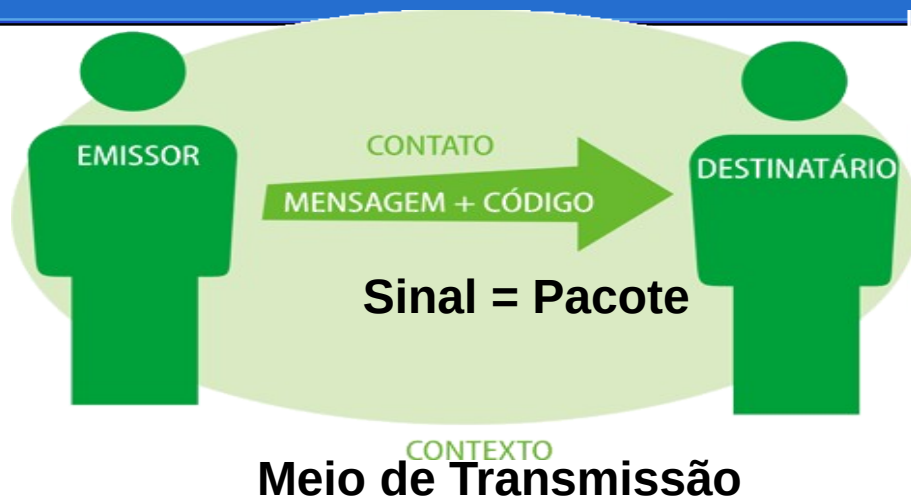 EMISSOR
CONTATO
DESTINATÁRIO
MENSAGEM + CÓDIGO
Sinal = Pacote
CONTEXTO
Meio de Transmissão